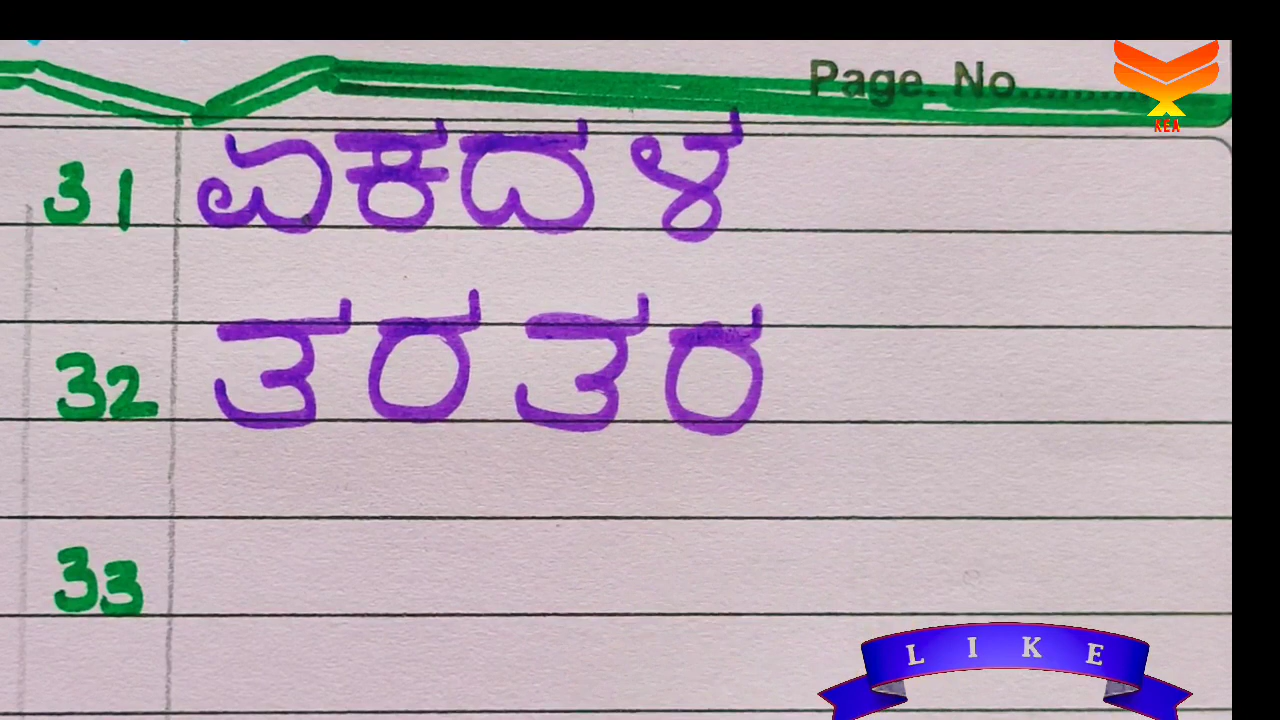 Page. No............
KEA
31 ಏಕದಳ
32 ತರತರ
33
LIKE